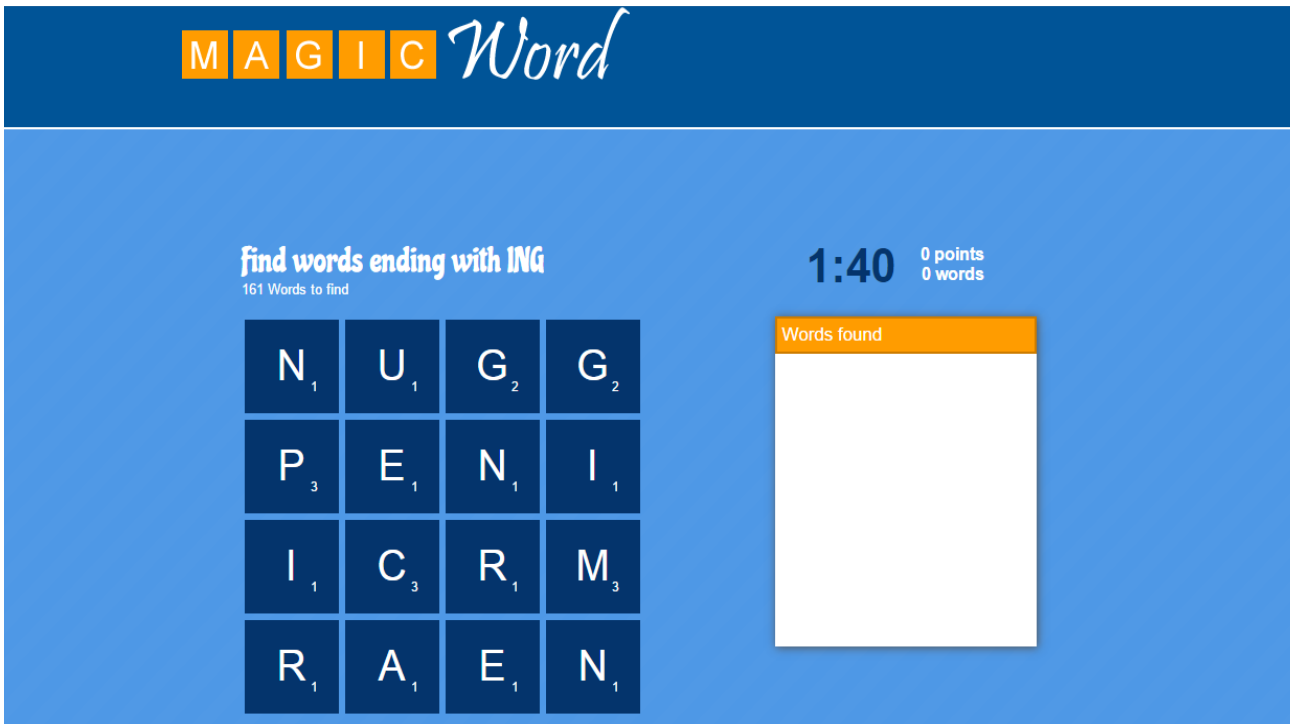 MAGIC Word
find words ending with ING
161 Words to find
1:40
0 points
0 words
Words found
N1 U1 G2 G2
P3 E1 N1 I1
I1 C3 R1 M3
R1 A1 E1 N1